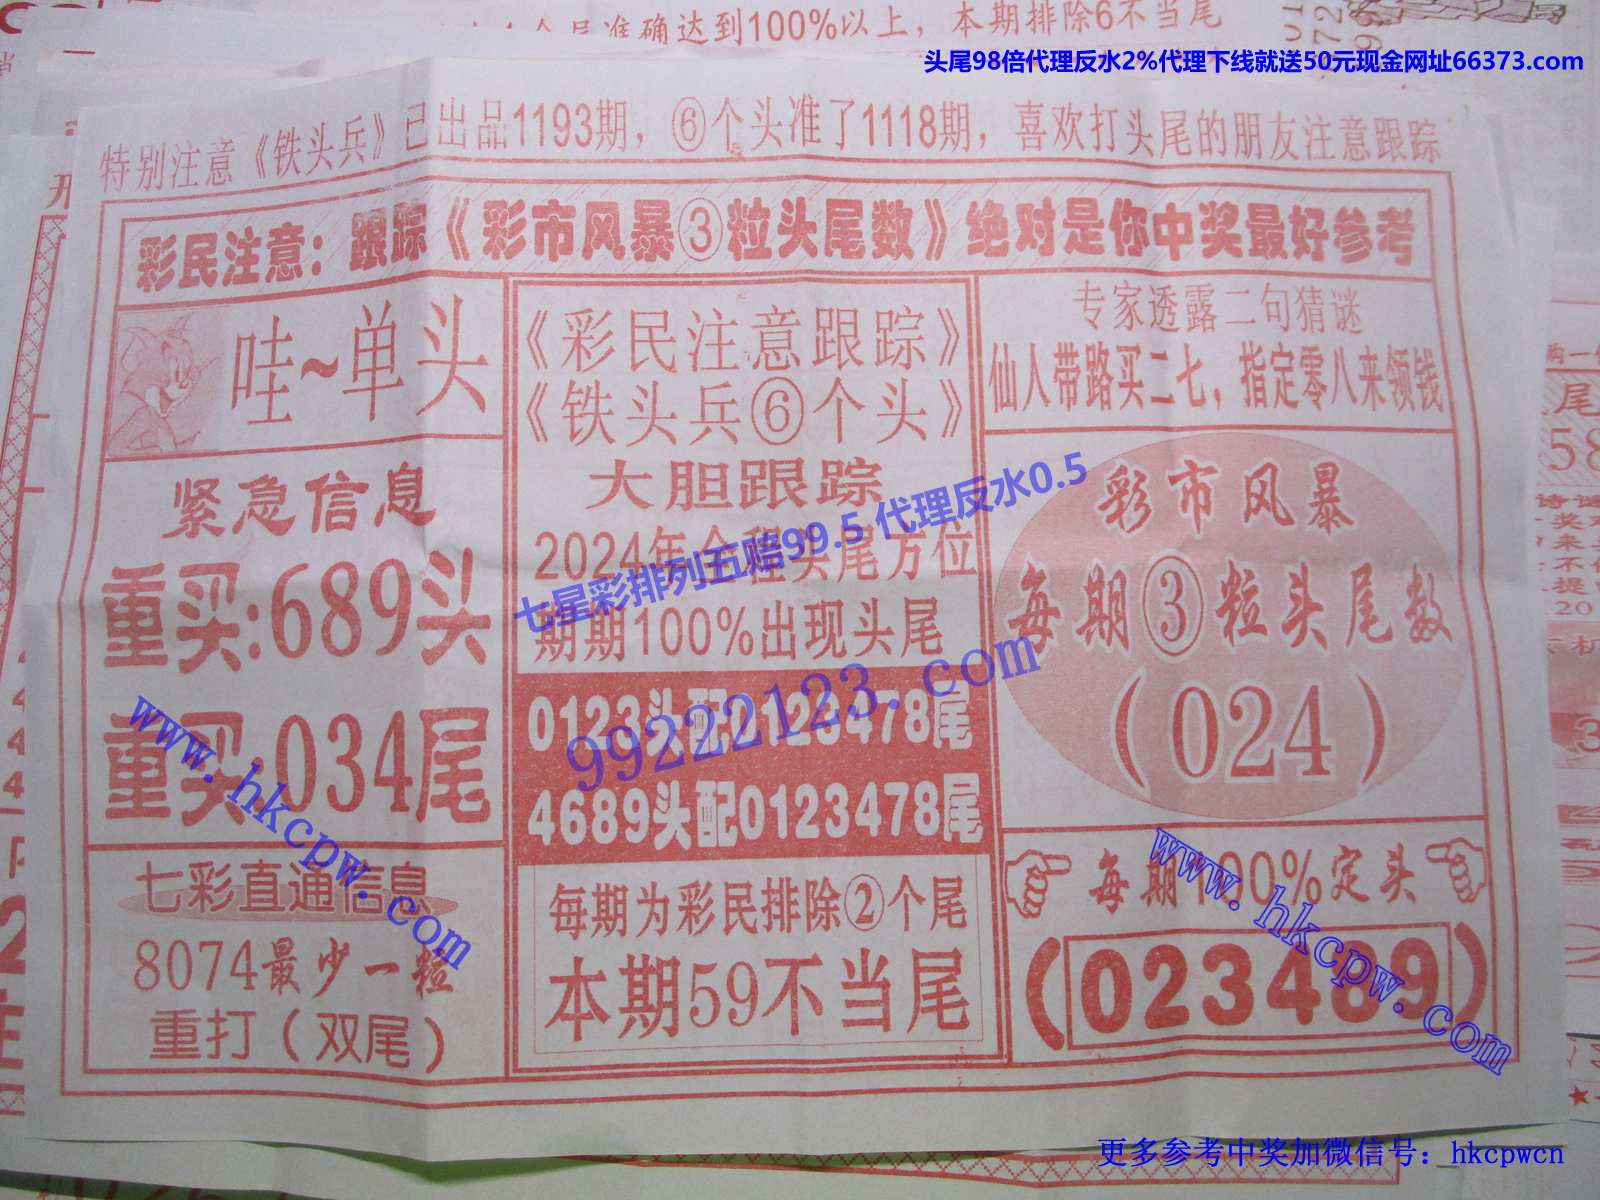 准确达到100%以上，本期排除6不当尾
头尾98倍代理反水2%代理下线就送50元现金网址66373.com
特别注意《铁头兵》已出品1193期，⑥个头准了1118期，喜欢打头尾的朋友注意跟踪
彩民注意：跟踪《彩市风暴③粒头尾数》绝对是你中奖最好参考
哇~单头
紧急信息
重买:689头
重买:034尾
七彩直通信息
8074最少一粒
重打（双尾）
《彩民注意跟踪》
《铁头兵⑥个头》
大胆跟踪
2024年全程头尾方位
期期100%出现头尾
0123头配0123478尾
4689头配0123478尾
每期为彩民排除②个尾
本期59不当尾
专家透露二句猜谜
仙人带路买二七，指定零八来领钱
彩市风暴
每期③粒头尾数
（024）
每期100%定头
（023489）
七星彩排列五赔99.5 代理反水0.5
99222123.com
www.hkcpw.com
www.hkcpw.com
更多参考中奖加微信号：hkcpwcn